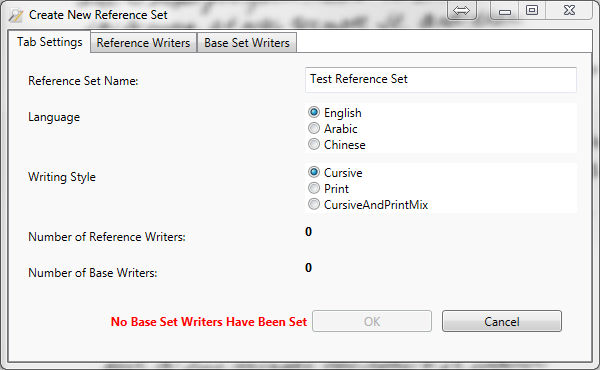 Create New Reference Set
Tab Settings Reference Writers Base Set Writers
Reference Set Name: Test Reference Set
Language
English
Arabic
Chinese
Writing Style
Cursive
Print
CursiveAndPrintMix
Number of Reference Writers: 0
Number of Base Writers: 0
No Base Set Writers Have Been Set OK Cancel